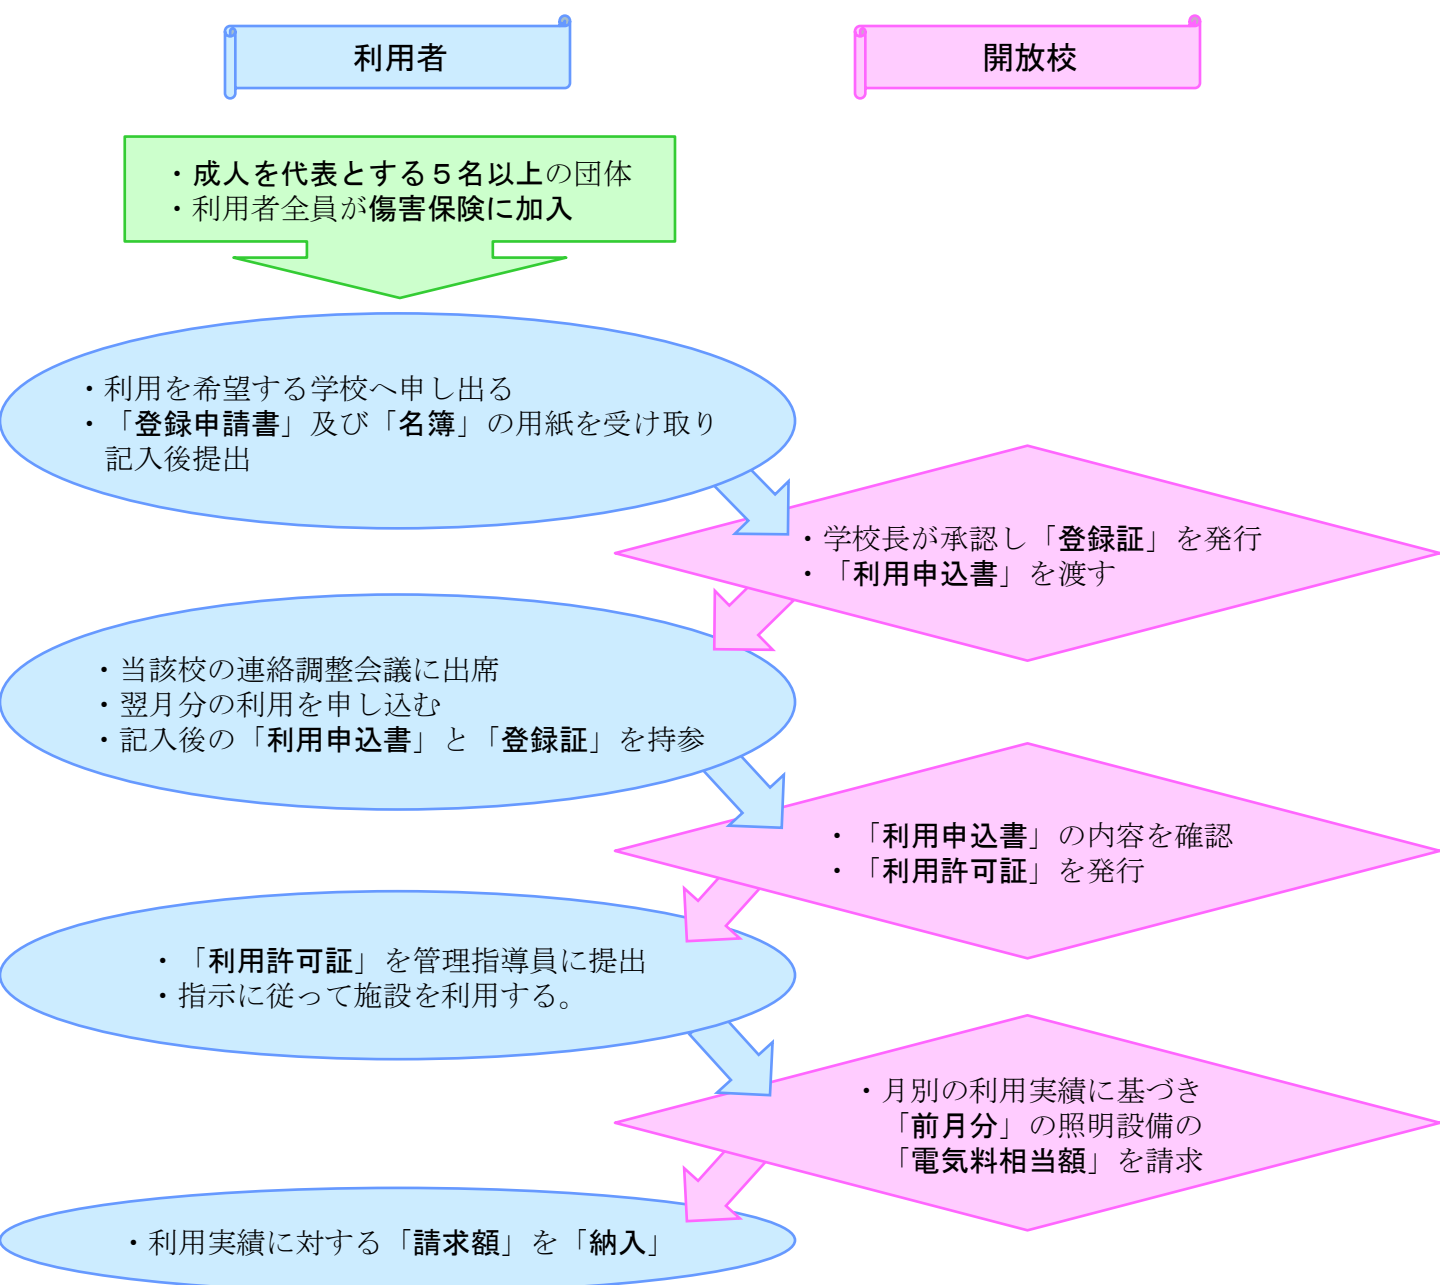 利用者
開放校
・成人を代表とする５名以上の団体
・利用者全員が傷害保険に加入
・利用を希望する学校へ申し出る
・「登録申請書」及び「名簿」の用紙を受け取り
記入後提出
・学校長が承認し「登録証」を発行
・「利用申込書」を渡す
・当該校の連絡調整会議に出席
・翌月分の利用を申し込む
・記入後の「利用申込書」と「登録証」を持参
・「利用申込書」の内容を確認
・「利用許可証」を発行
・「利用許可証」を管理指導員に提出
・指示に従って施設を利用する。
・月別の利用実績に基づき
「前月分」の照明設備の
「電気料相当額」を請求
・利用実績に対する「請求額」を「納入」